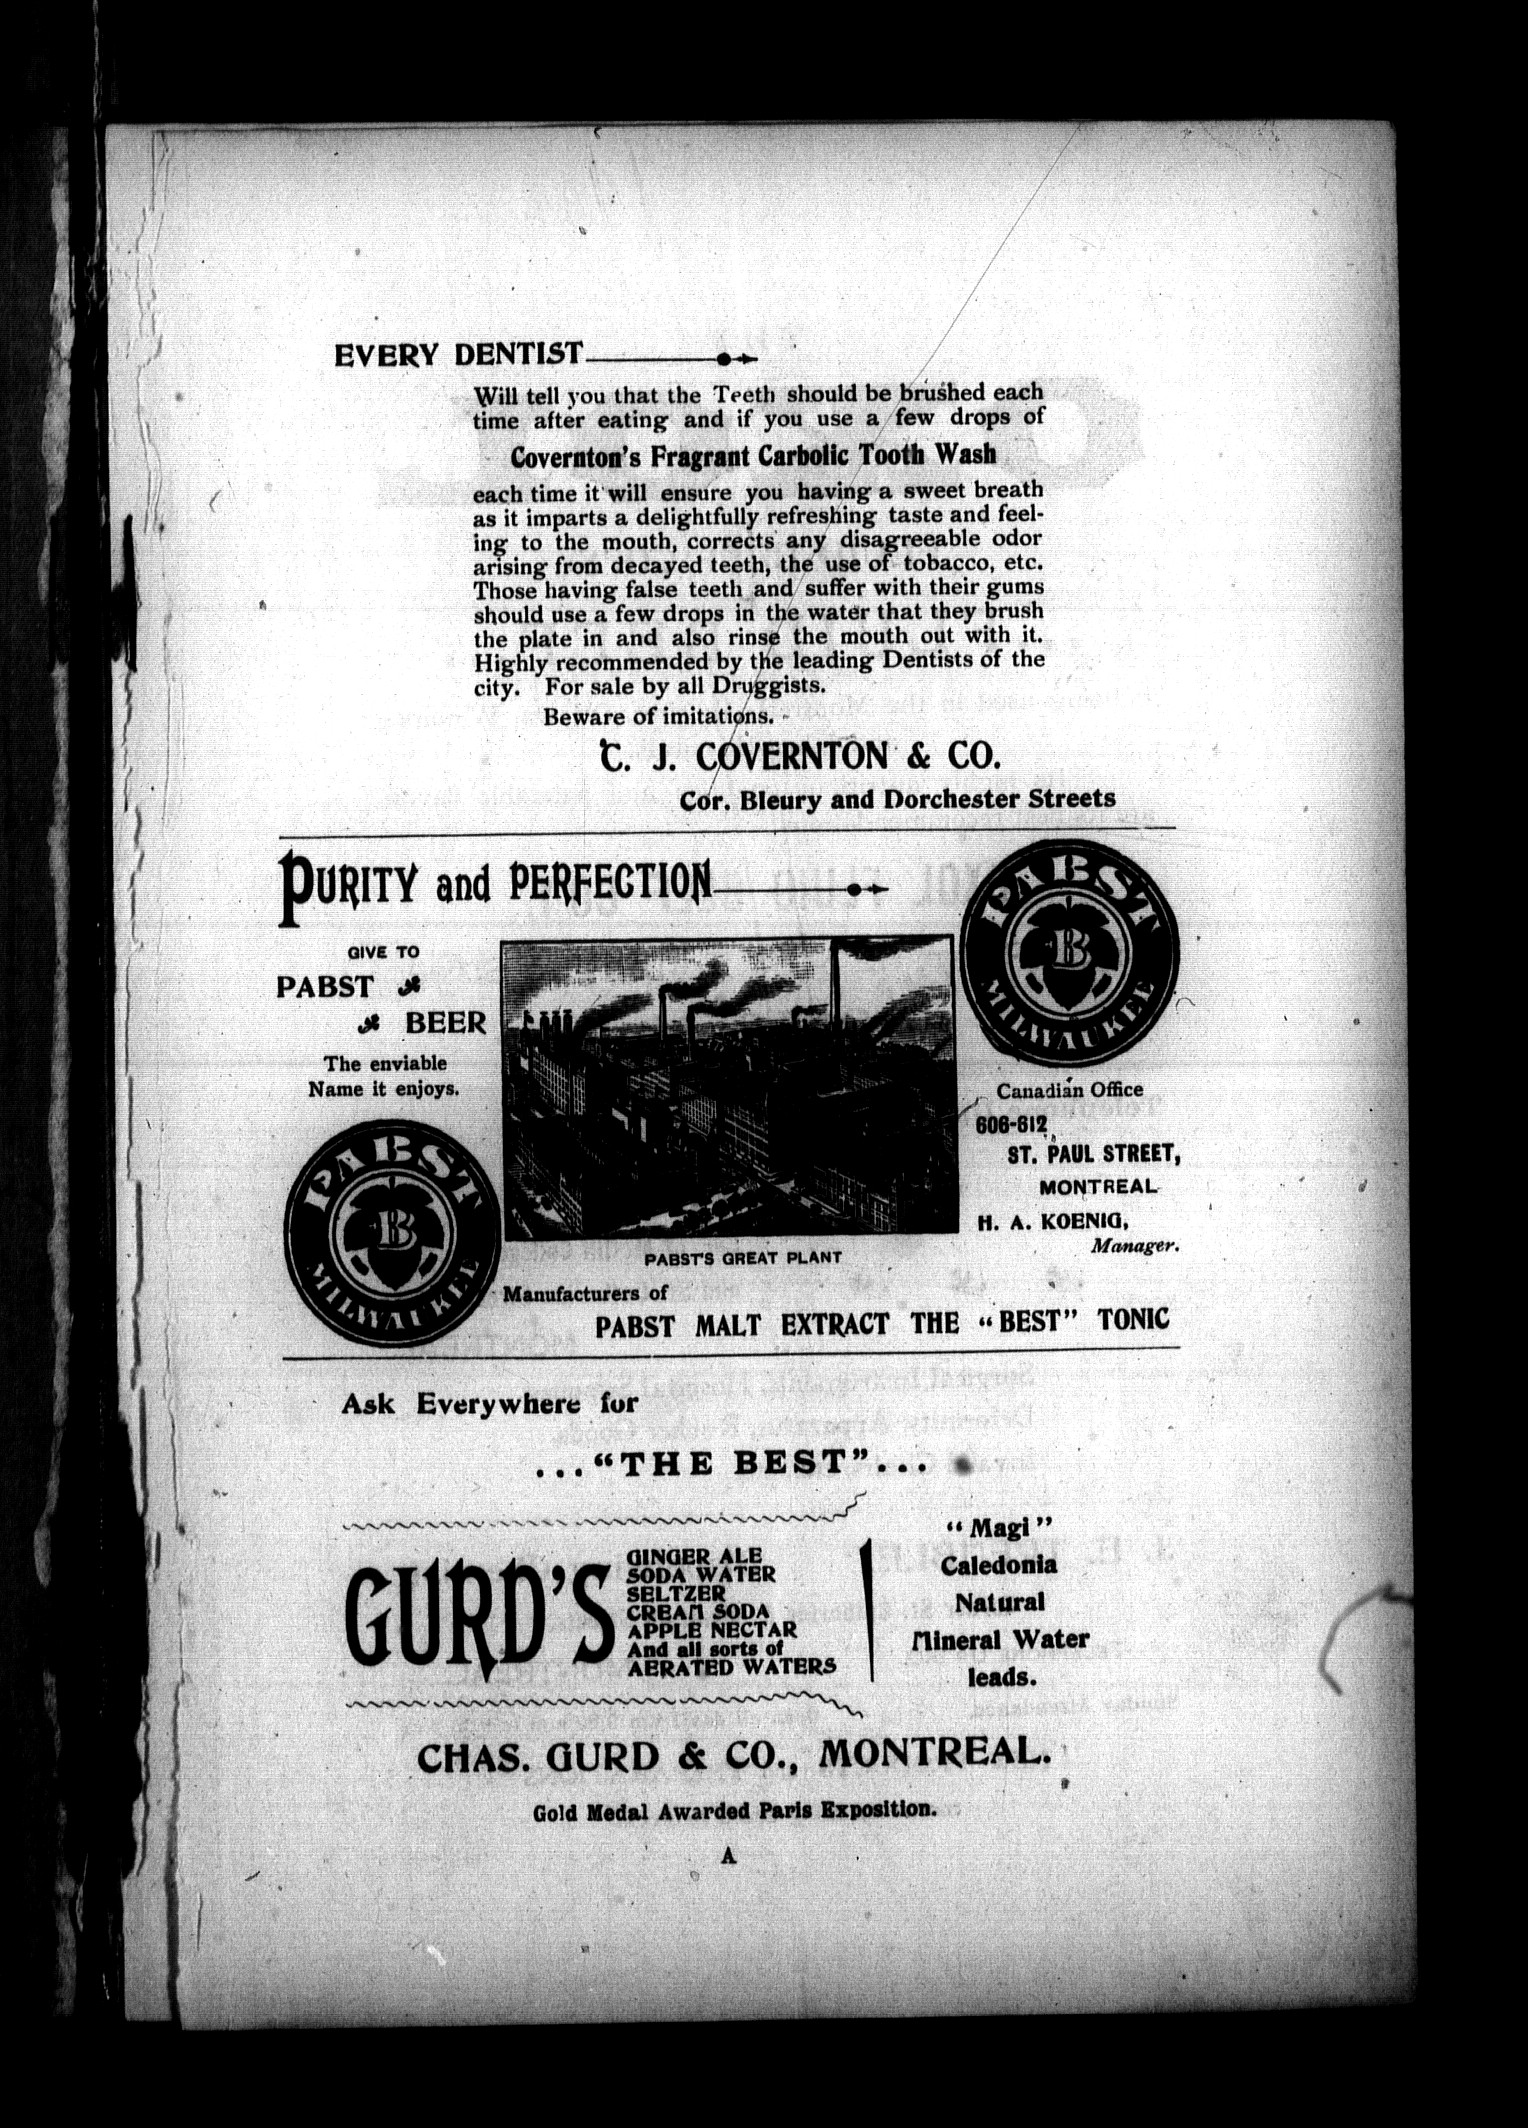 EVERY DENTIST
Will tell you that the Teeth should be brushed each
time after eating and if you use a few drops of
Covernton's Fragrant Carbolic Tooth Wash
each time it will ensure you having a sweet breath
as it imparts a delightfully refreshing taste and feel-
ing to the mouth, corrects any disagreeable odor
arising from decayed teeth, the use of tobacco, etc.
Those having false teeth and suffer with their gums
should use a few drops in the water that they brush
the plate in and also rinse the mouth out with it.
Highly recommended by the leading Dentists of the
city. For sale by all Druggists.
Beware of imitations.
C. J. COVERNTON & CO.
Cor. Bleury and Dorchester Streets
PURITY and PERFECTION
GIVE TO
PABST
BEER
The enviable
Name it enjoys.
PABST
B
MILWAUKEE
PABST
B
MILWAUKEE
Canadian Office
606-612
ST. PAUL STREET,
MONTREAL
H. A. KOENIG,
Manager.
PABST'S GREAT PLANT
Manufacturers of
PABST MALT EXTRACT THE "BEST" TONIC
Ask Everywhere for
..."THE BEST"...
GURD'S
GINGER ALE
SODA WATER
SELTZER
CREAM SODA
APPLE NECTAR
And all sorts of
AERATED WATERS
"Magi"
Caledonia
Natural
Mineral Water
leads.
CHAS. GURD & CO., MONTREAL.
Gold Medal Awarded Paris Exposition.
A